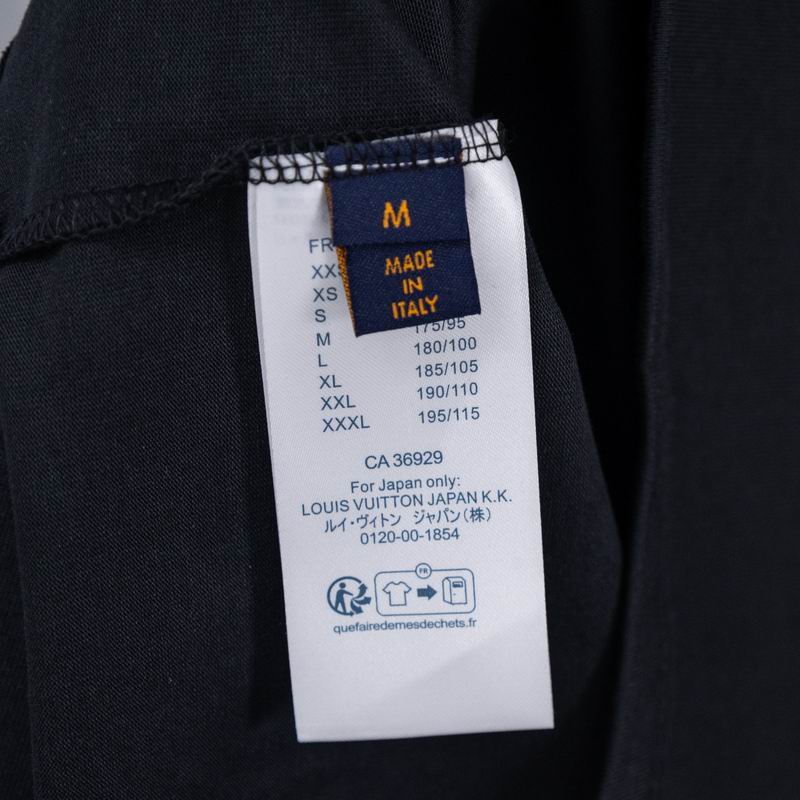 M
MADE
IN
ITALY
FR
XX
XS
S
M 175/95
L 180/100
XL 185/105
XXL 190/110
XXXL 195/115
CA 36929
For Japan only:
LOUIS VUITTON JAPAN K.K.
ルイ・ヴィトン ジャパン(株)
0120-00-1854
FR
quefairedemesdechets.fr